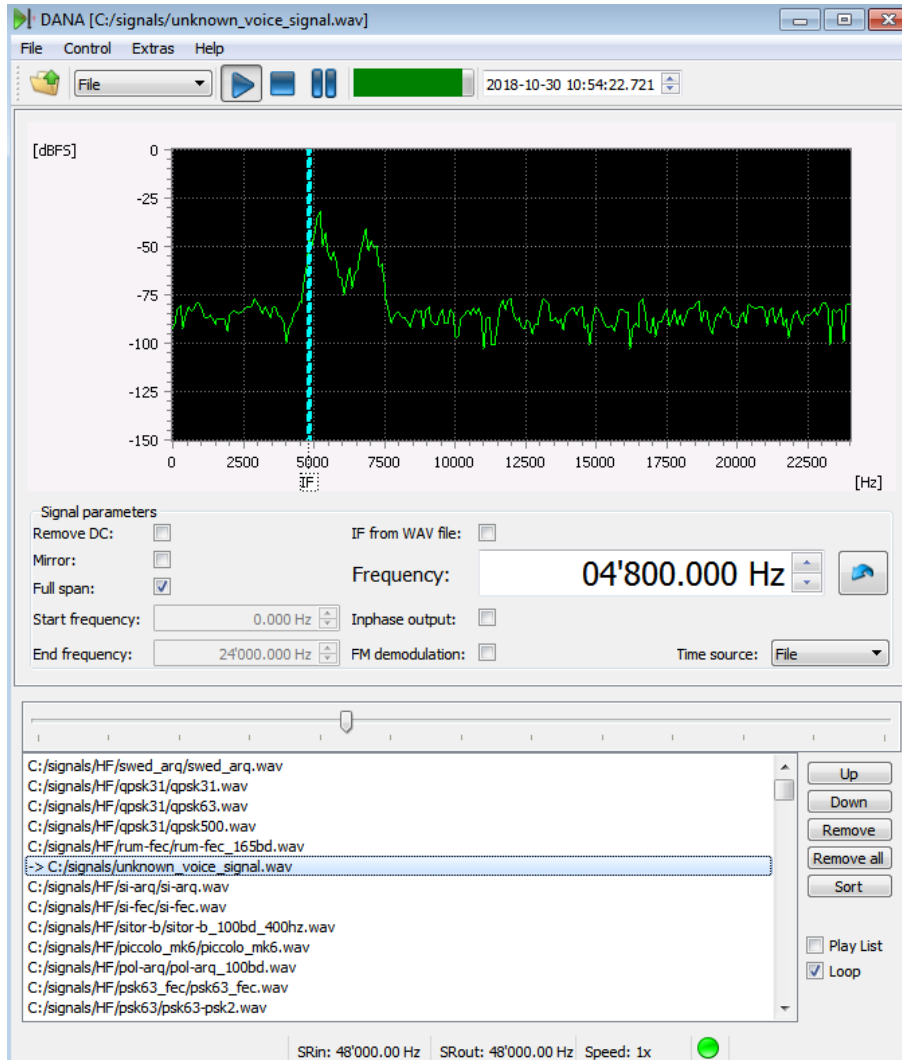 DANA [C:/signals/unknown_voice_signal.wav]
File Control Extras Help
File 2018-10-30 10:54:22.721
[dBFS]
0
-25
-50
-75
-100
-125
-150
0 2500 5000 7500 10000 12500 15000 17500 20000 22500
IF
[Hz]
Signal parameters
Remove DC: IF from WAV file:
Mirror:
Frequency: 04'800.000 Hz
Full span:
Start frequency: 0.000 Hz Inphase output:
End frequency: 24'000.000 Hz FM demodulation: Time source: File
C:/signals/HF/swed_arq/swed_arq.wav
C:/signals/HF/qpsk31/qpsk31.wav
C:/signals/HF/qpsk31/qpsk63.wav
C:/signals/HF/qpsk31/qpsk500.wav
C:/signals/HF/rum-fec/rum-fec_165bd.wav
-> C:/signals/unknown_voice_signal.wav
C:/signals/HF/si-arq/si-arq.wav
C:/signals/HF/si-fec/si-fec.wav
C:/signals/HF/sitor-b/sitor-b_100bd_400hz.wav
C:/signals/HF/piccolo_mk6/piccolo_mk6.wav
C:/signals/HF/pol-arq/pol-arq_100bd.wav
C:/signals/HF/psk63_fec/psk63_fec.wav
C:/signals/HF/psk63/psk63-psk2.wav
Up
Down
Remove
Remove all
Sort
Play List
Loop
SRin: 48'000.00 Hz SRout: 48'000.00 Hz Speed: 1x